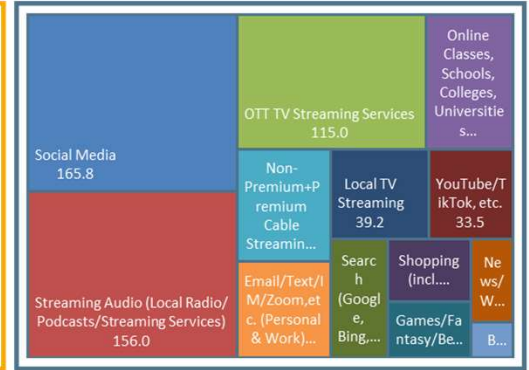 Social Media
165.8
Streaming Audio (Local Radio/
Podcasts/Streaming Services)
156.0
OTT TV Streaming Services
115.0
Online
Classes,
Schools,
Colleges,
Universitie
s...
Non-
Premium+P
remium
Cable
Streamin...
Local TV
Streaming
39.2
YouTube/T
ikTok, etc.
33.5
Email/Text/I
M/Zoom,et
c. (Personal
& Work)...
Searc
h
(Googl
e,
Bing,...
Shopping
(incl....
Games/Fa
ntasy/Be...
Ne
ws/
W...
B...